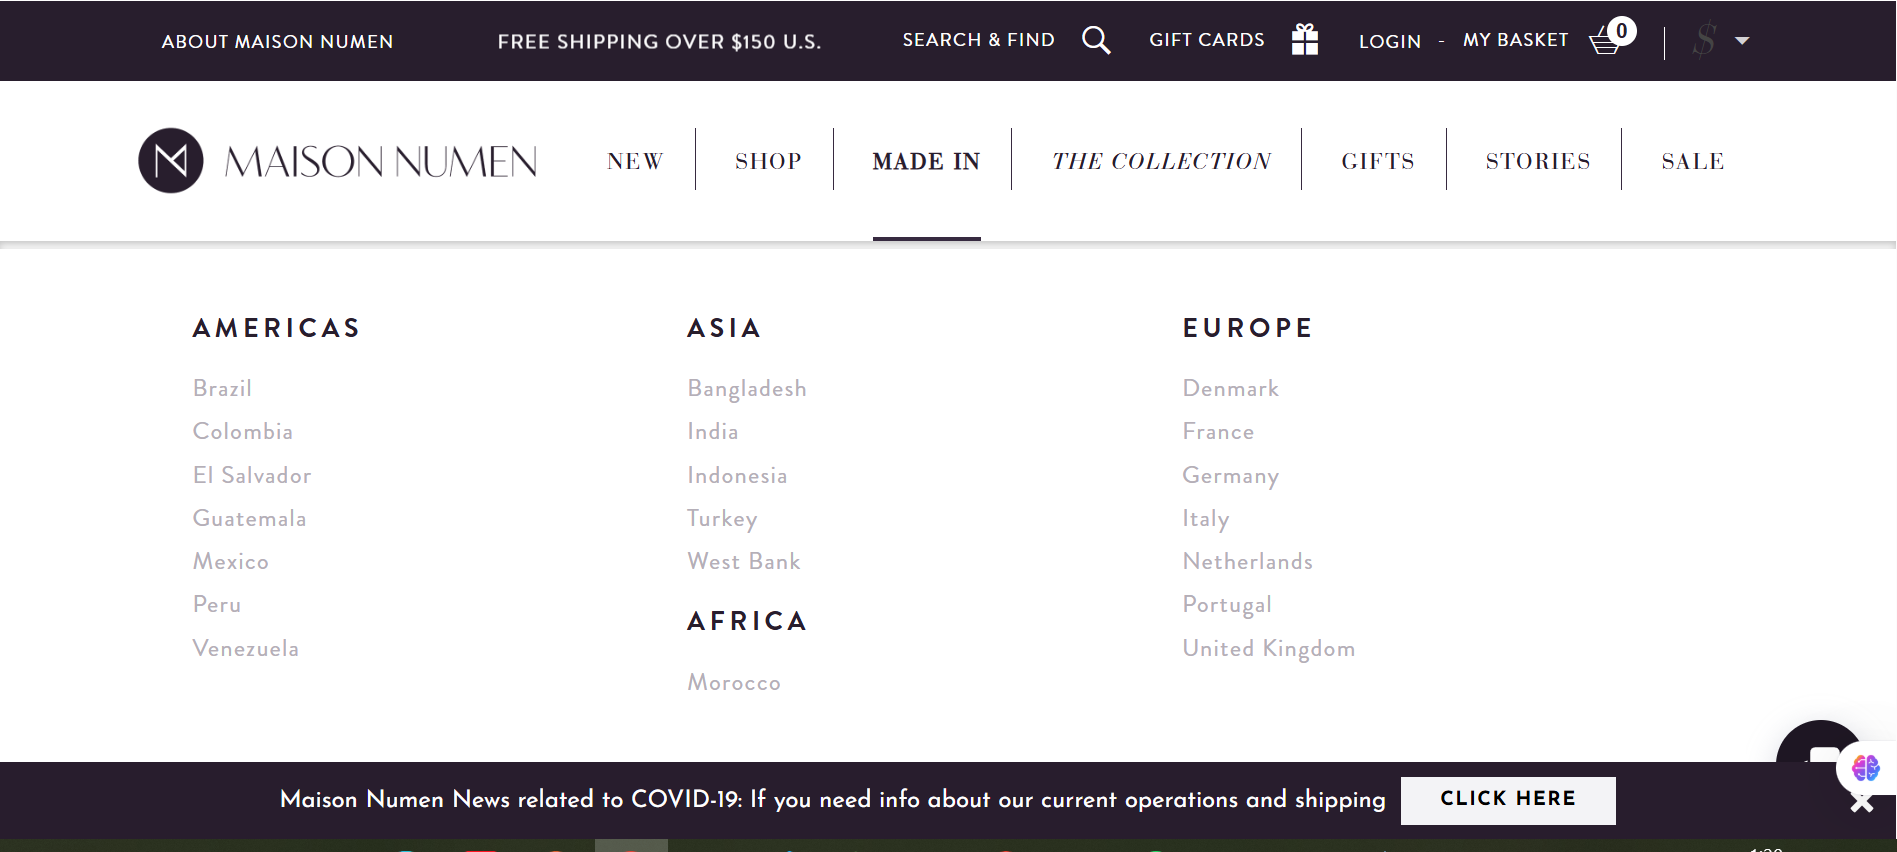 ABOUT MAISON NUMEN
FREE SHIPPING OVER $150 U.S.
SEARCH & FIND
GIFT CARDS
LOGIN - MY BASKET 0
$
MAISON NUMEN
NEW
SHOP
MADE IN
THE COLLECTION
GIFTS
STORIES
SALE
AMERICAS
Brazil
Colombia
El Salvador
Guatemala
Mexico
Peru
Venezuela
ASIA
Bangladesh
India
Indonesia
Turkey
West Bank
AFRICA
Morocco
EUROPE
Denmark
France
Germany
Italy
Netherlands
Portugal
United Kingdom
Maison Numen News related to COVID-19: If you need info about our current operations and shipping
CLICK HERE